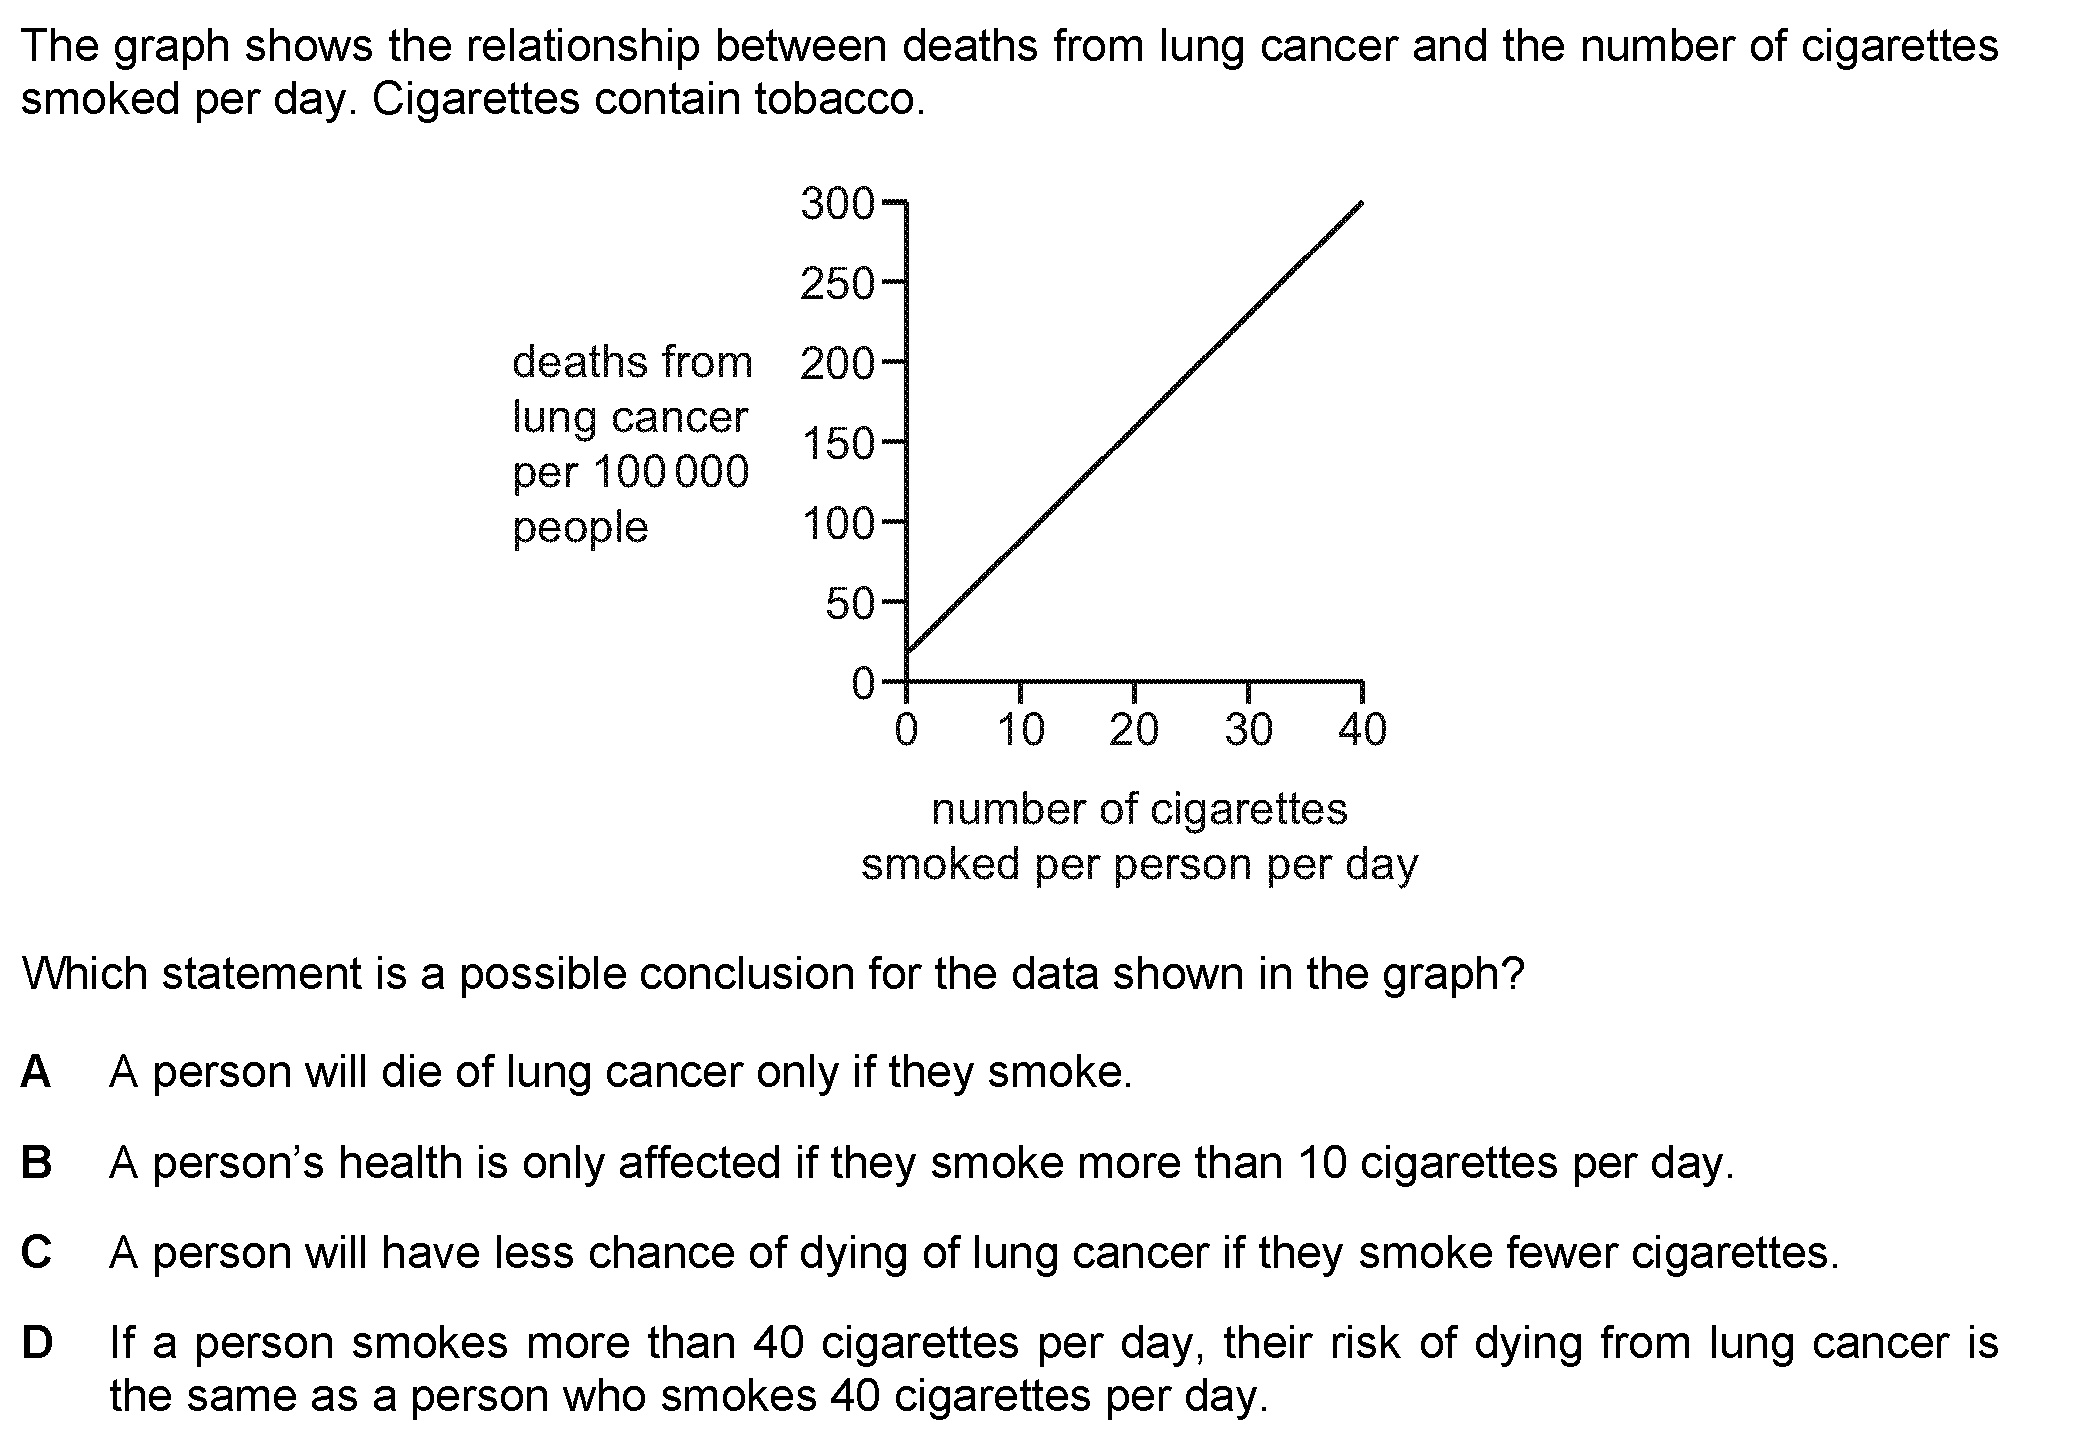 The graph shows the relationship between deaths from lung cancer and the number of cigarettes
smoked per day. Cigarettes contain tobacco.
300
250
200
150
100
50
0
deaths from
lung cancer
per 100 000
people
0 10 20 30 40
number of cigarettes
smoked per person per day
Which statement is a possible conclusion for the data shown in the graph?
A A person will die of lung cancer only if they smoke.
B A person’s health is only affected if they smoke more than 10 cigarettes per day.
C A person will have less chance of dying of lung cancer if they smoke fewer cigarettes.
D If a person smokes more than 40 cigarettes per day, their risk of dying from lung cancer is
the same as a person who smokes 40 cigarettes per day.